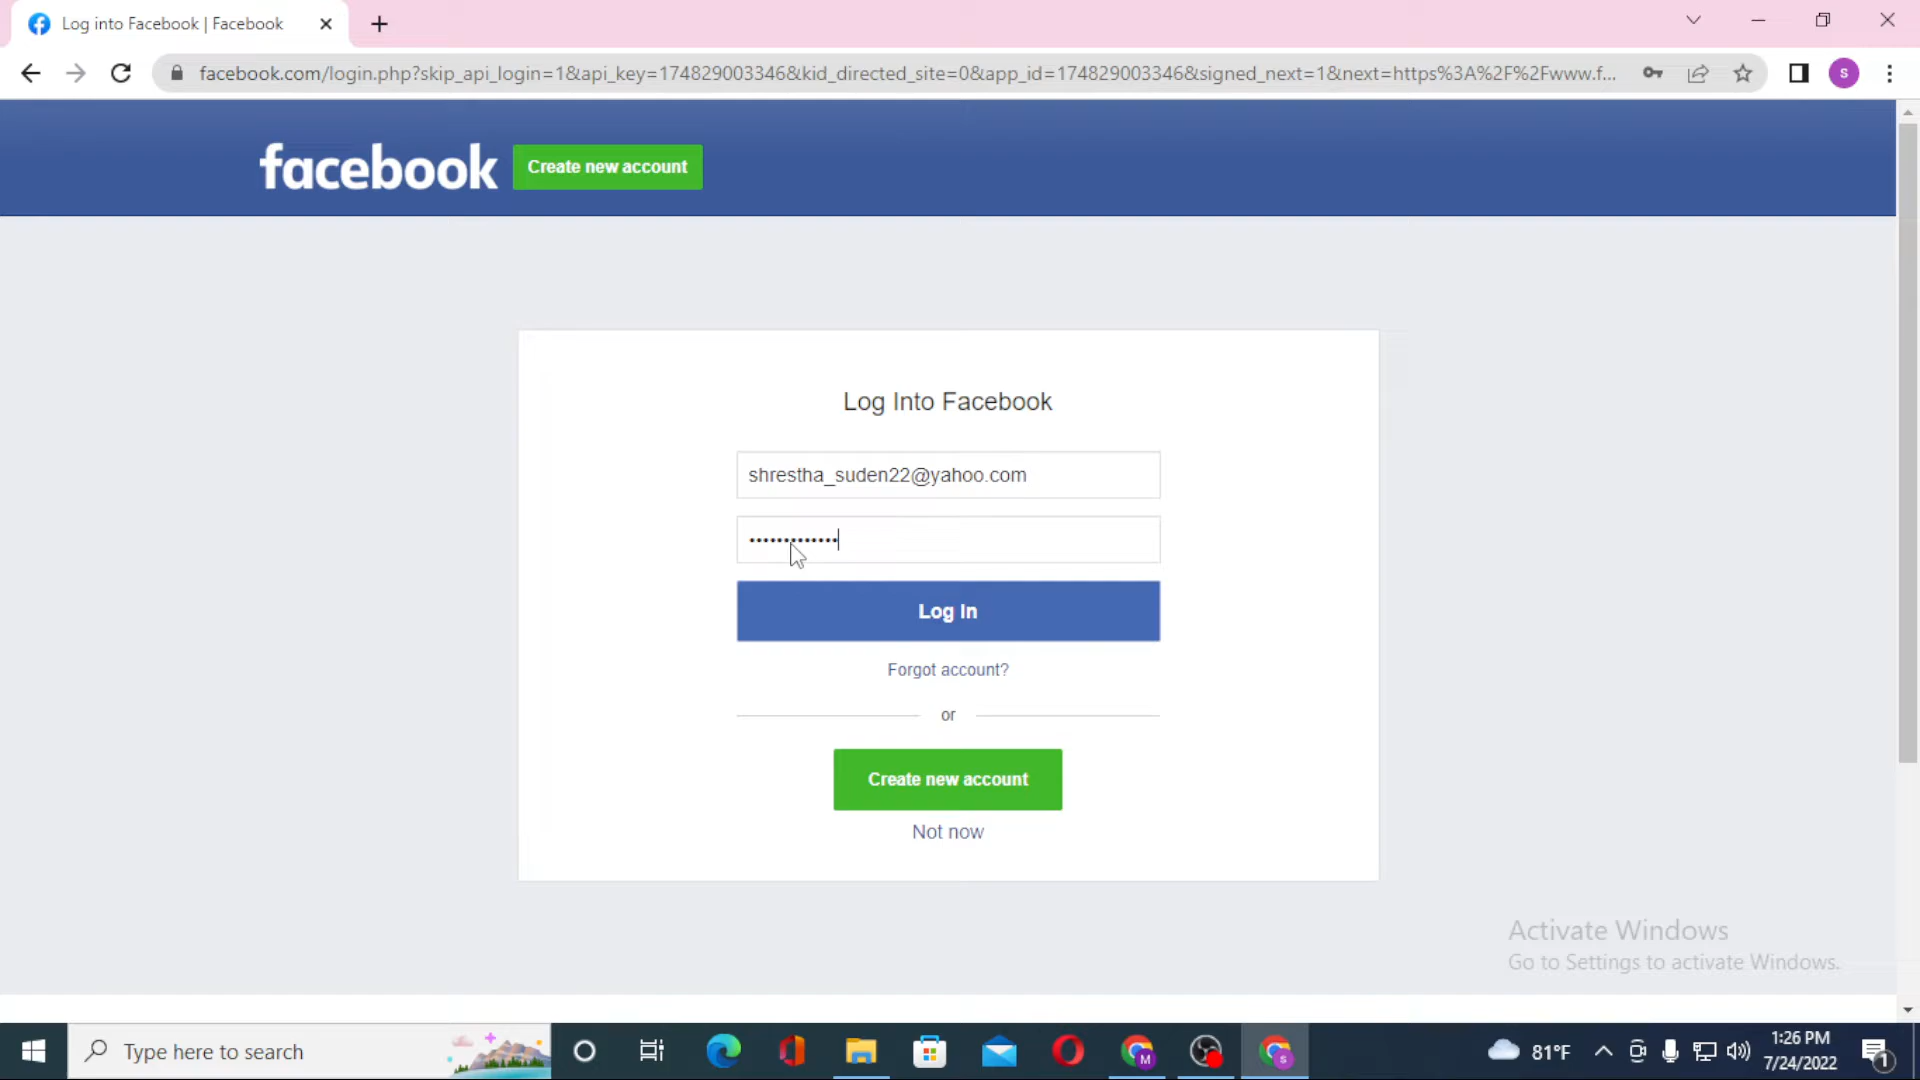 Log into Facebook | Facebook
facebook.com/login.php?skip_api_login=1&api_key=174829003346&kid_directed_site=0&app_id=174829003346&signed_next=1&next=https%3A%2F%2Fwww.f...
S
facebook
Create new account
Log Into Facebook
shrestha_suden22@yahoo.com
•••••••••••••
Log In
Forgot account?
or
Create new account
Not now
Activate Windows
Go to Settings to activate Windows.
Type here to search
M
S
81°F
1:26 PM
7/24/2022
1